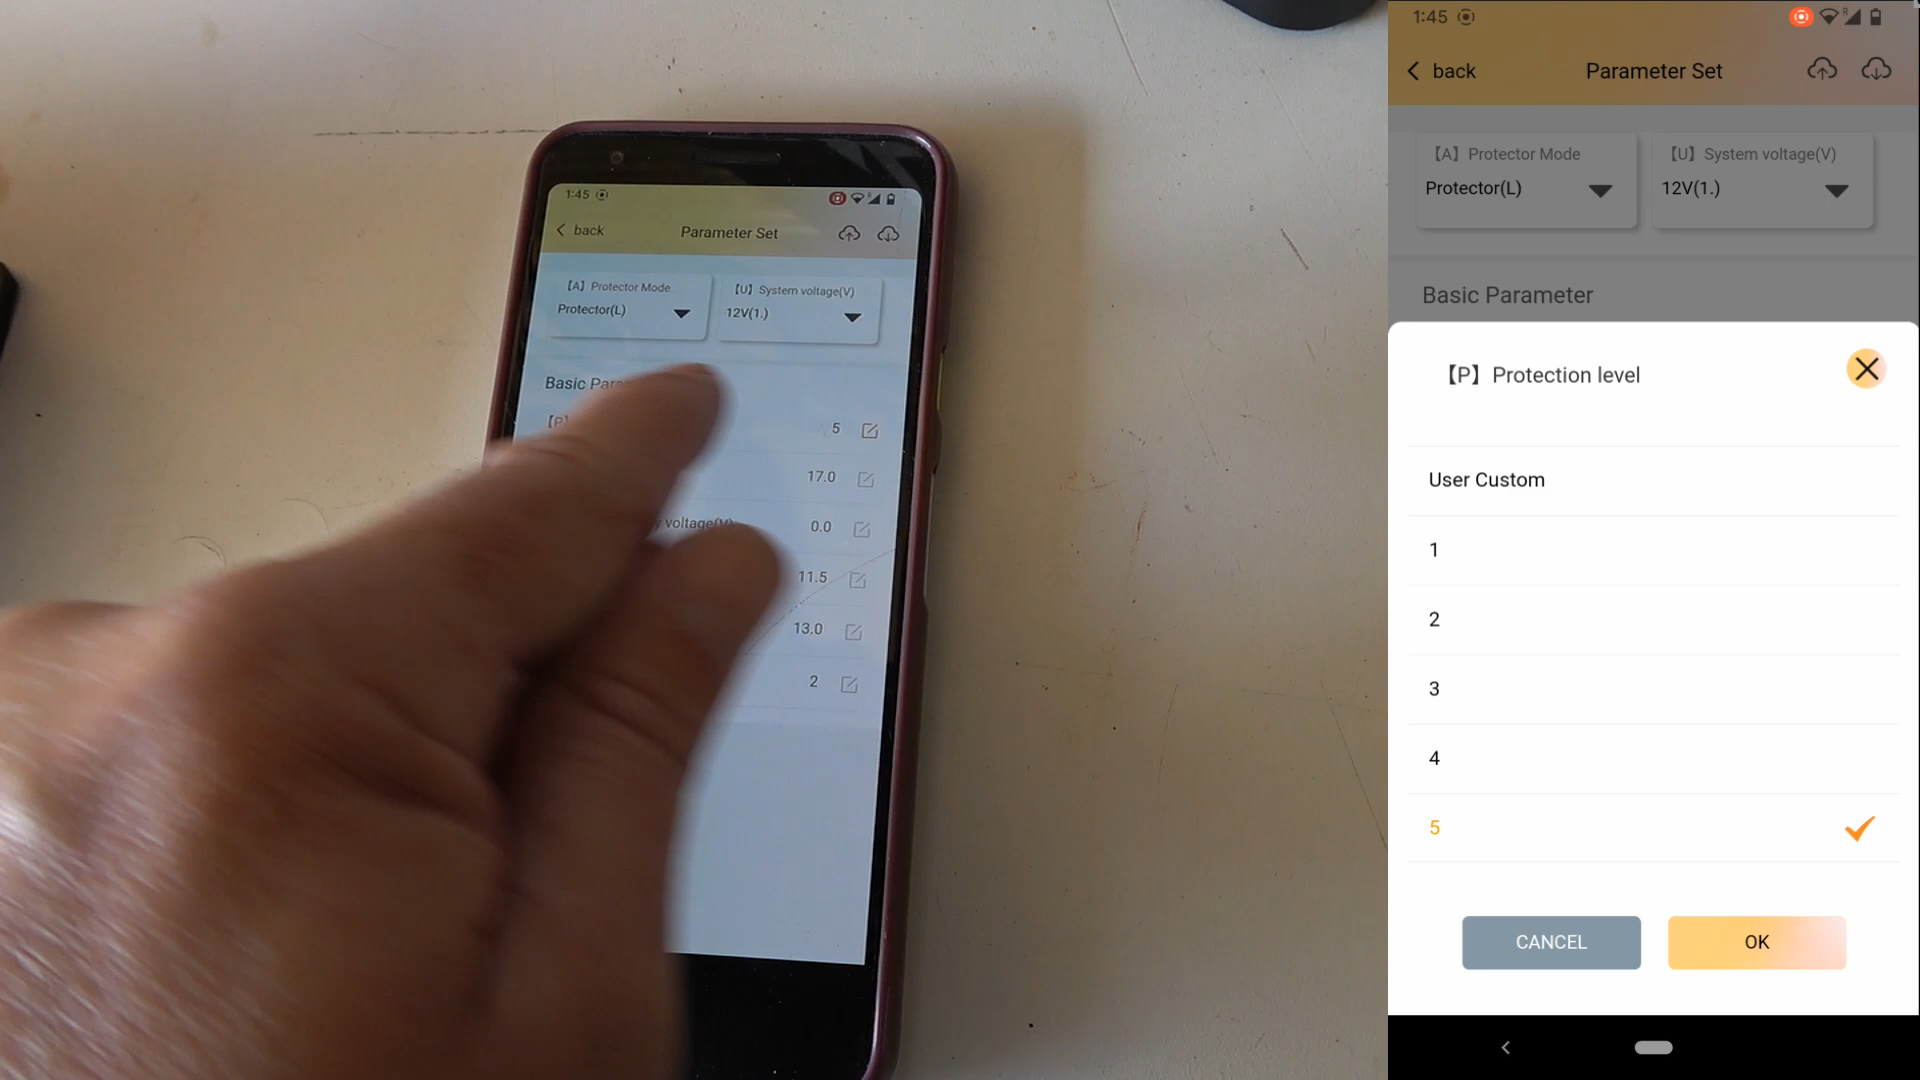 1:45
back
Parameter Set
【A】Protector Mode
【U】System voltage(V)
Protector(L)
12V(1.)
Basic
【P】
5
17.0
voltage(V)
0.0
11.5
13.0
2
1:45
R
back
Parameter Set
【A】Protector Mode
【U】System voltage(V)
Protector(L)
12V(1.)
Basic Parameter
【P】Protection level
User Custom
1
2
3
4
5
CANCEL
OK